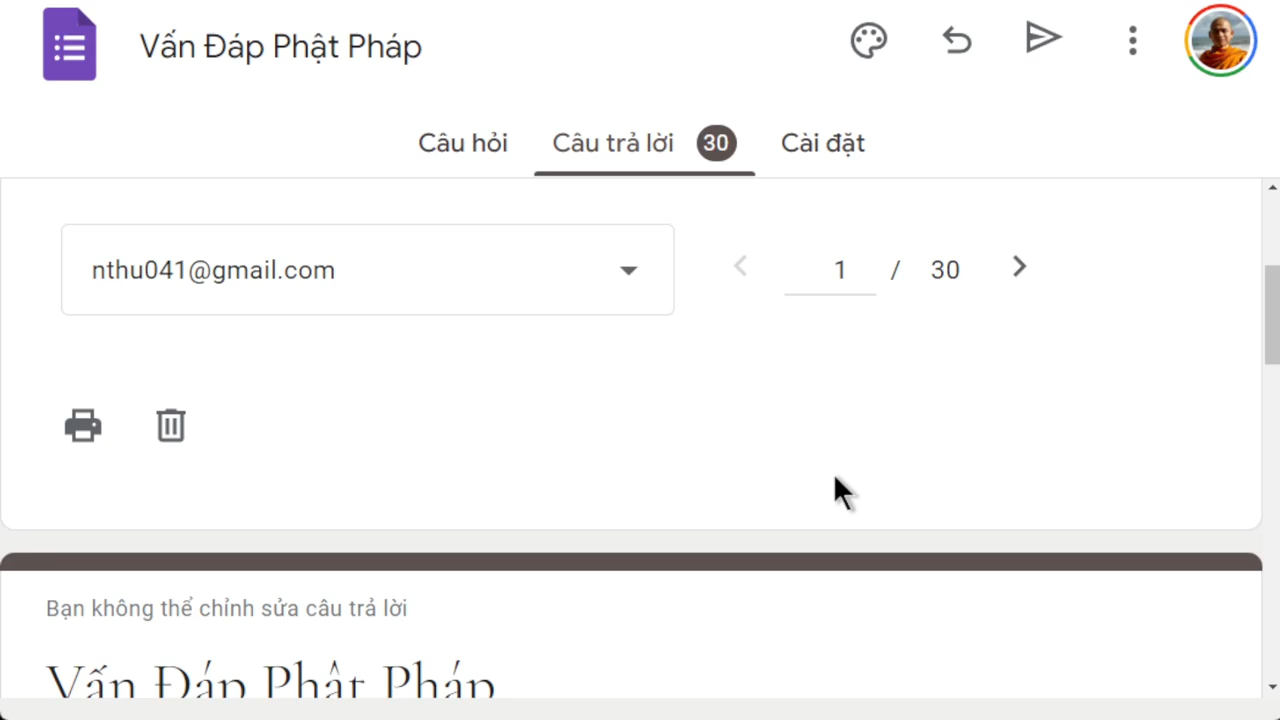 Vấn Đáp Phật Pháp
Câu hỏi Câu trả lời 30 Cài đặt
nthu041@gmail.com 1 / 30
Bạn không thể chỉnh sửa câu trả lời
Vấn Đáp Phật Pháp